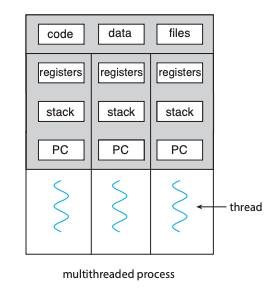 code data files
registers registers registers
stack stack stack
PC PC PC
thread
multithreaded process